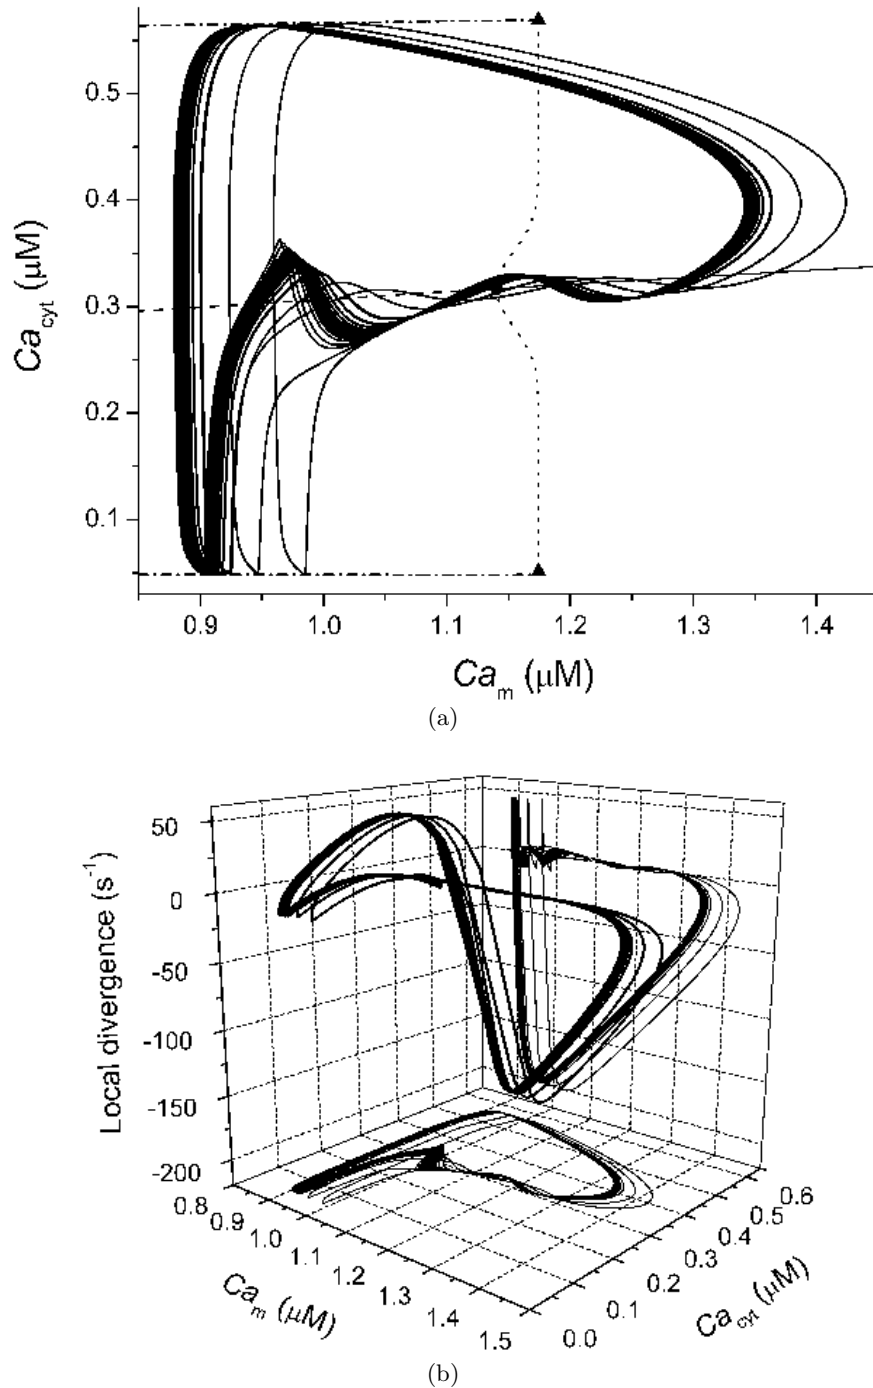 0.5
0.4
0.3
0.2
0.1
Ca_cyt (μM)
0.9 1.0 1.1 1.2 1.3 1.4
Ca_m (μM)
(a)
50
0
-50
-100
-150
-200
Local divergence (s⁻¹)
0.8 0.9 1.0 1.1 1.2 1.3 1.4 1.5
Ca_m (μM)
0.0 0.1 0.2 0.3 0.4 0.5 0.6
Ca_cyt (μM)
(b)